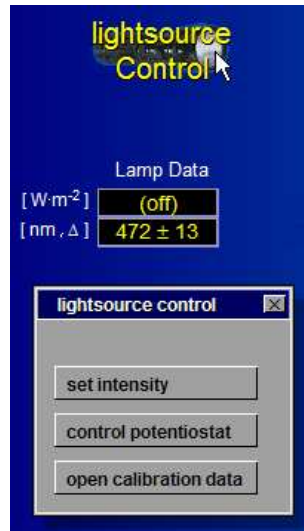 lightsource
Control
Lamp Data
[W·m-2] (off)
[nm,Δ] 472 ± 13
lightsource control
set intensity
control potentiostat
open calibration data